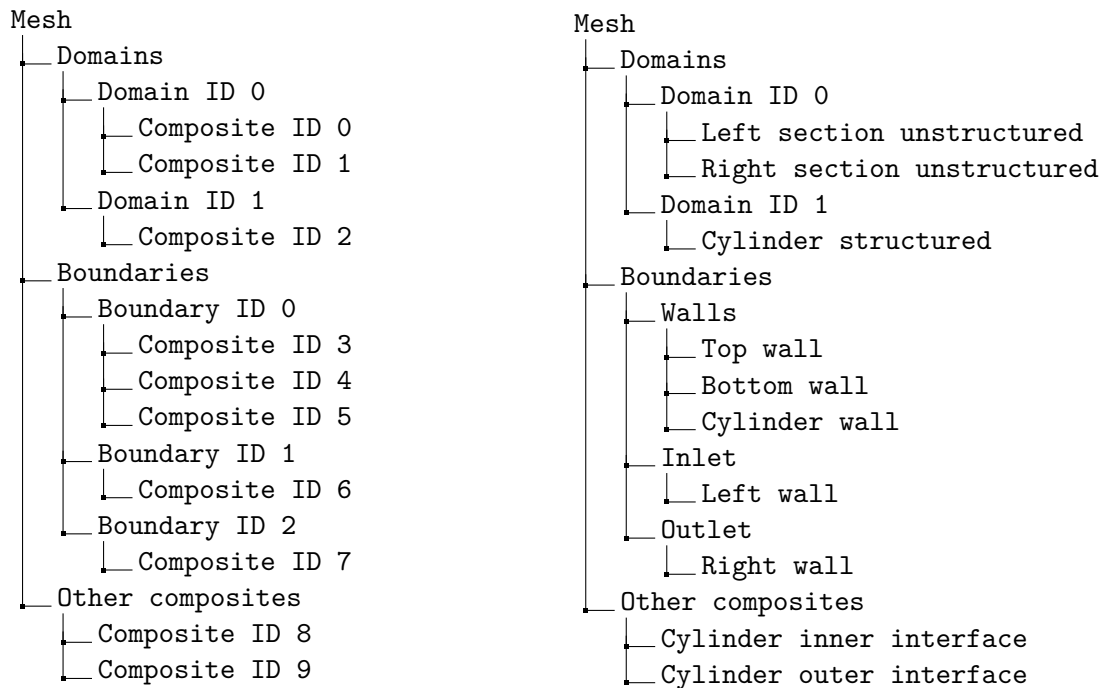 Mesh
Domains
Domain ID 0
Composite ID 0
Composite ID 1
Domain ID 1
Composite ID 2
Boundaries
Boundary ID 0
Composite ID 3
Composite ID 4
Composite ID 5
Boundary ID 1
Composite ID 6
Boundary ID 2
Composite ID 7
Other composites
Composite ID 8
Composite ID 9
Mesh
Domains
Domain ID 0
Left section unstructured
Right section unstructured
Domain ID 1
Cylinder structured
Boundaries
Walls
Top wall
Bottom wall
Cylinder wall
Inlet
Left wall
Outlet
Right wall
Other composites
Cylinder inner interface
Cylinder outer interface